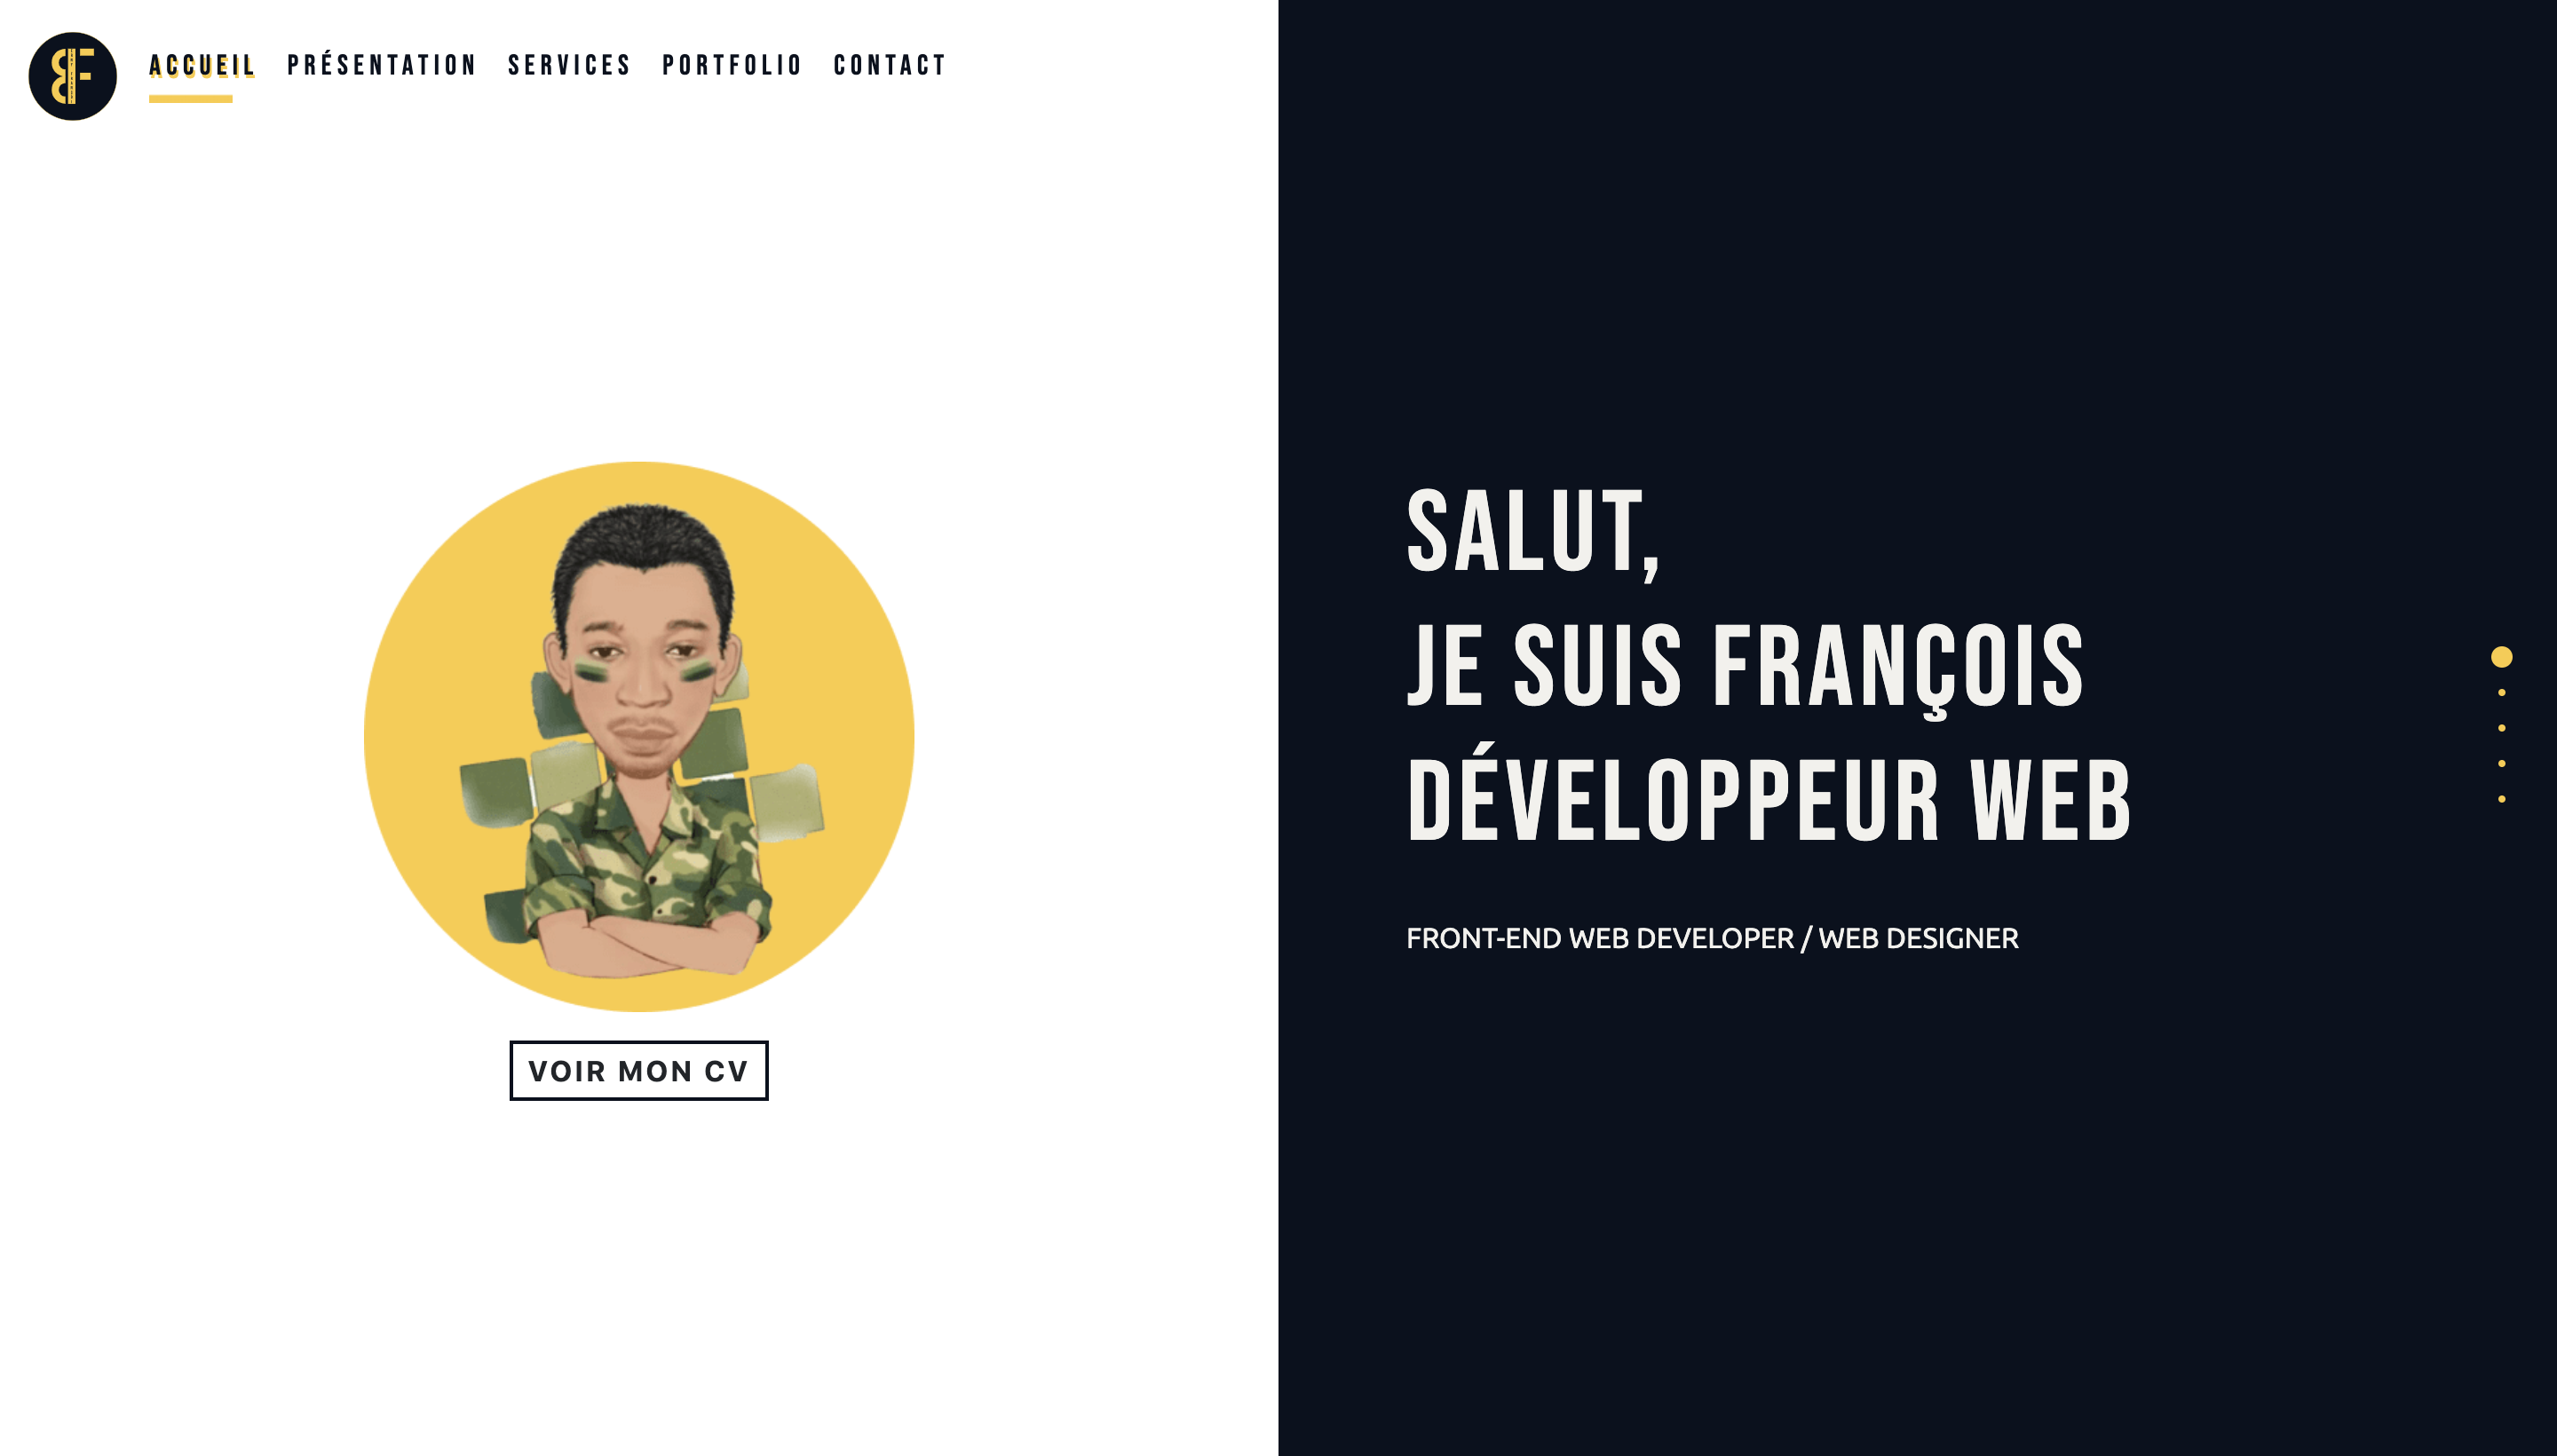 BF
ACCUEIL PRÉSENTATION SERVICES PORTFOLIO CONTACT
SALUT,
JE SUIS FRANÇOIS
DÉVELOPPEUR WEB
FRONT-END WEB DEVELOPER / WEB DESIGNER
VOIR MON CV